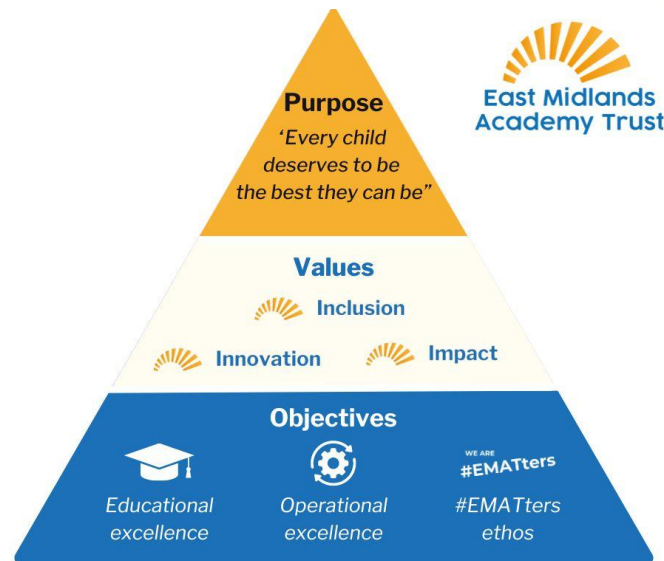 Purpose
‘Every child
deserves to be
the best they can be”
East Midlands
Academy Trust
Values
Inclusion
Innovation
Impact
Objectives
WE ARE
#EMATters
Educational
excellence
Operational
excellence
#EMATters
ethos